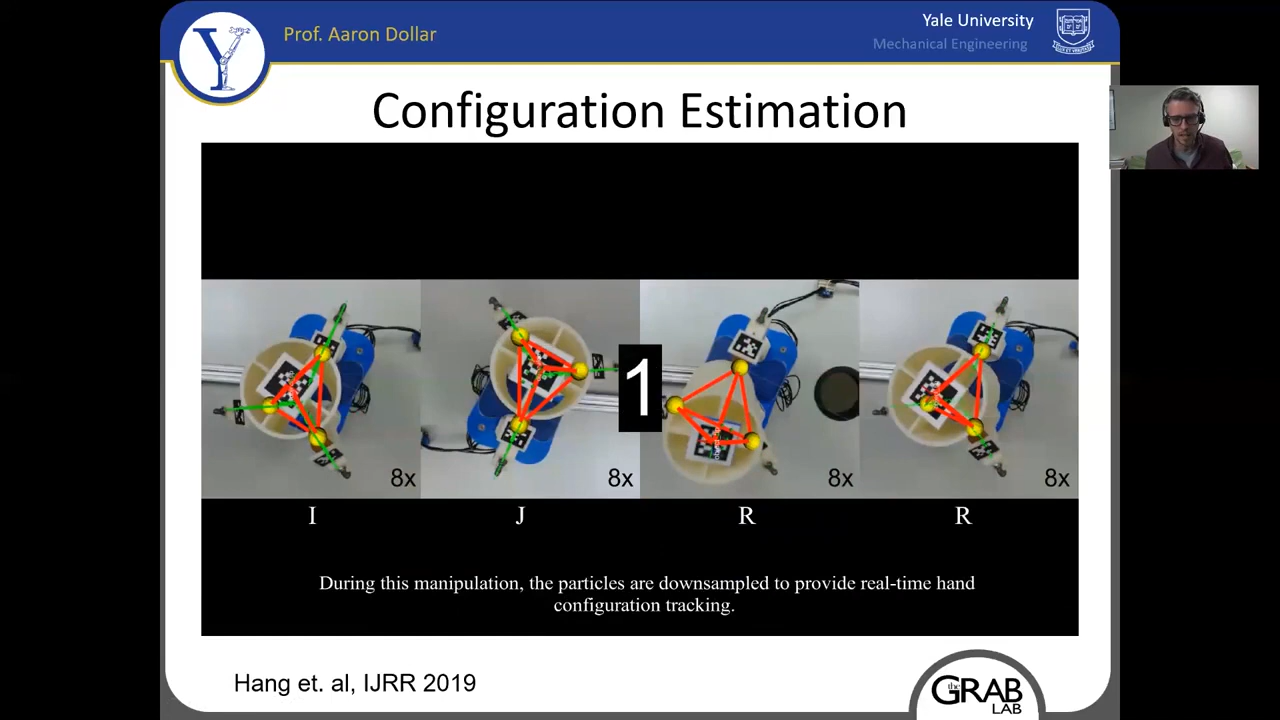 Prof. Aaron Dollar
Yale University
Mechanical Engineering
Y
Configuration Estimation
1
8x
8x
8x
8x
I
J
R
R
During this manipulation, the particles are downsampled to provide real-time hand
configuration tracking.
Hang et. al, IJRR 2019
the GRAB
LAB